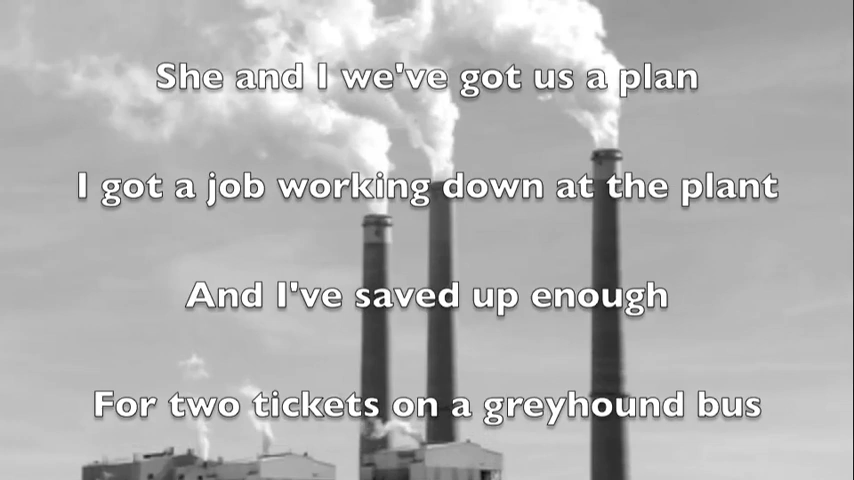 She and I we've got us a plan
I got a job working down at the plant
And I've saved up enough
For two tickets on a greyhound bus